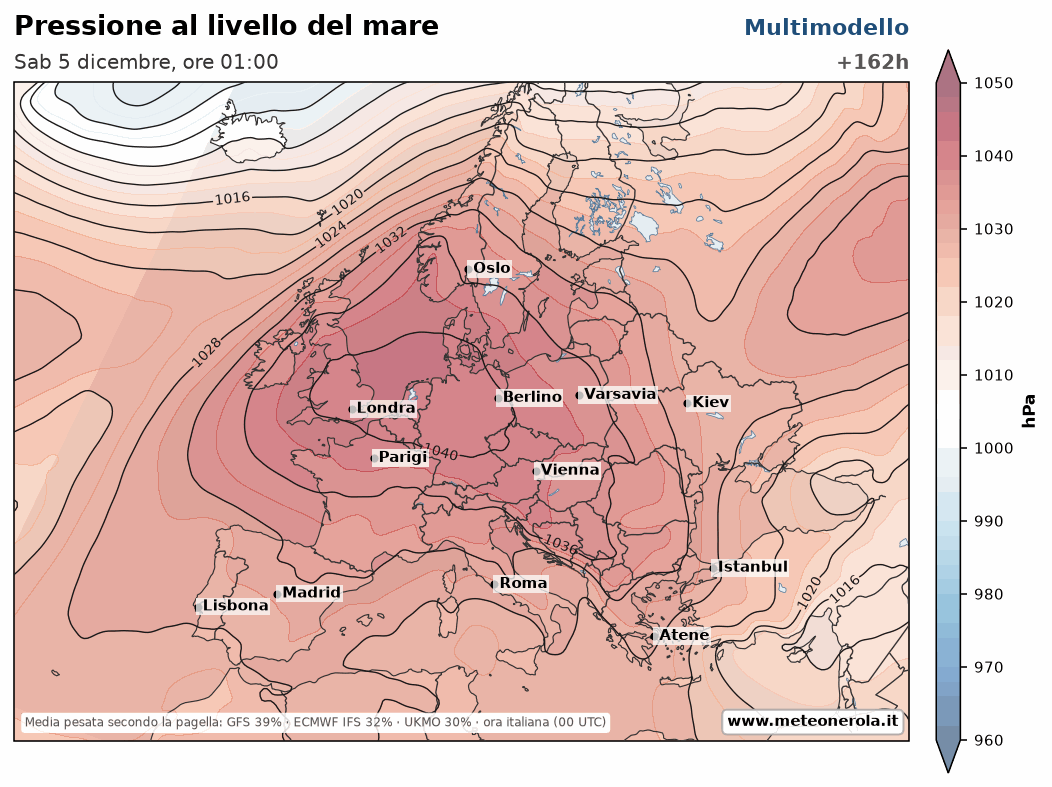 Pressione al livello del mare
Multimodello
Sab 5 dicembre, ore 01:00
+162h
1050
1040
1030
1020
1010
1000
990
980
970
960
hPa
1016
1020
1024
1032
1028
1040
1036
1020
1016
Oslo
Londra
Berlino
Varsavia
Kiev
Parigi
Vienna
Istanbul
Roma
Madrid
Lisbona
Atene
Media pesata secondo la pagella: GFS 39% · ECMWF IFS 32% · UKMO 30% · ora italiana (00 UTC)
www.meteonerola.it